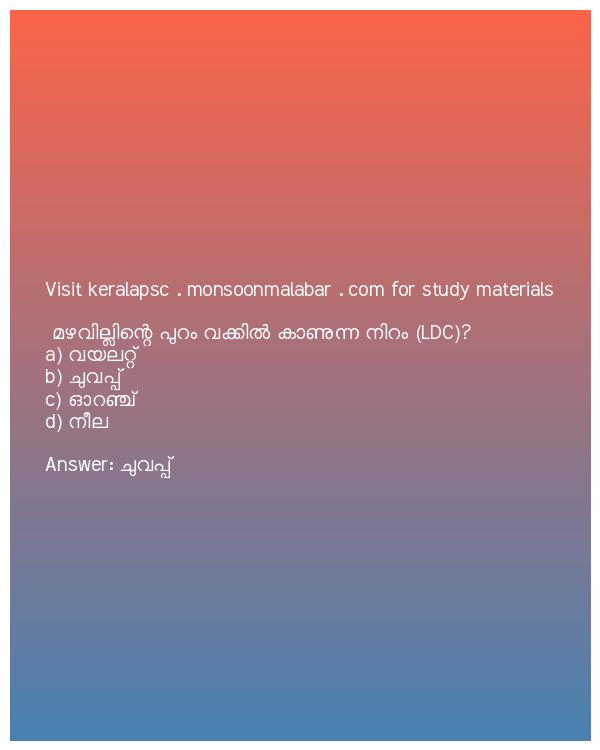 Visit keralapsc . monsoonmalabar . com for study materials
മഴവില്ലിന്റെ പുറം വക്കിൽ കാണുന്ന നിറം (LDC)?
a) വയലറ്റ്
b) ചുവപ്പ്
c) ഓറഞ്ച്
d) നീല
Answer: ചുവപ്പ്